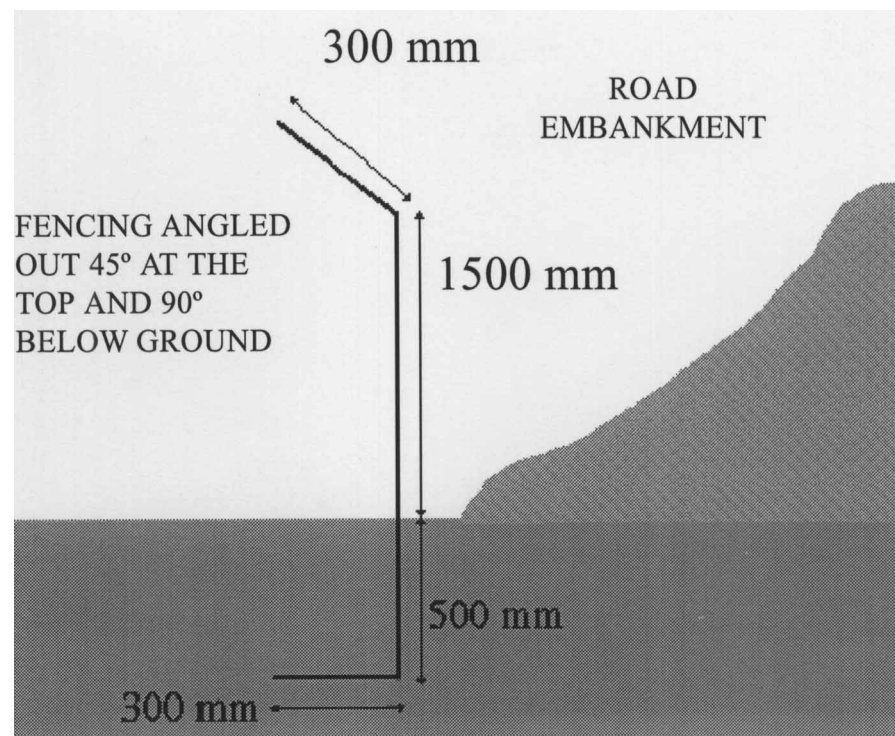 300 mm
ROAD
EMBANKMENT
FENCING ANGLED
OUT 45º AT THE
TOP AND 90º
BELOW GROUND
1500 mm
500 mm
300 mm